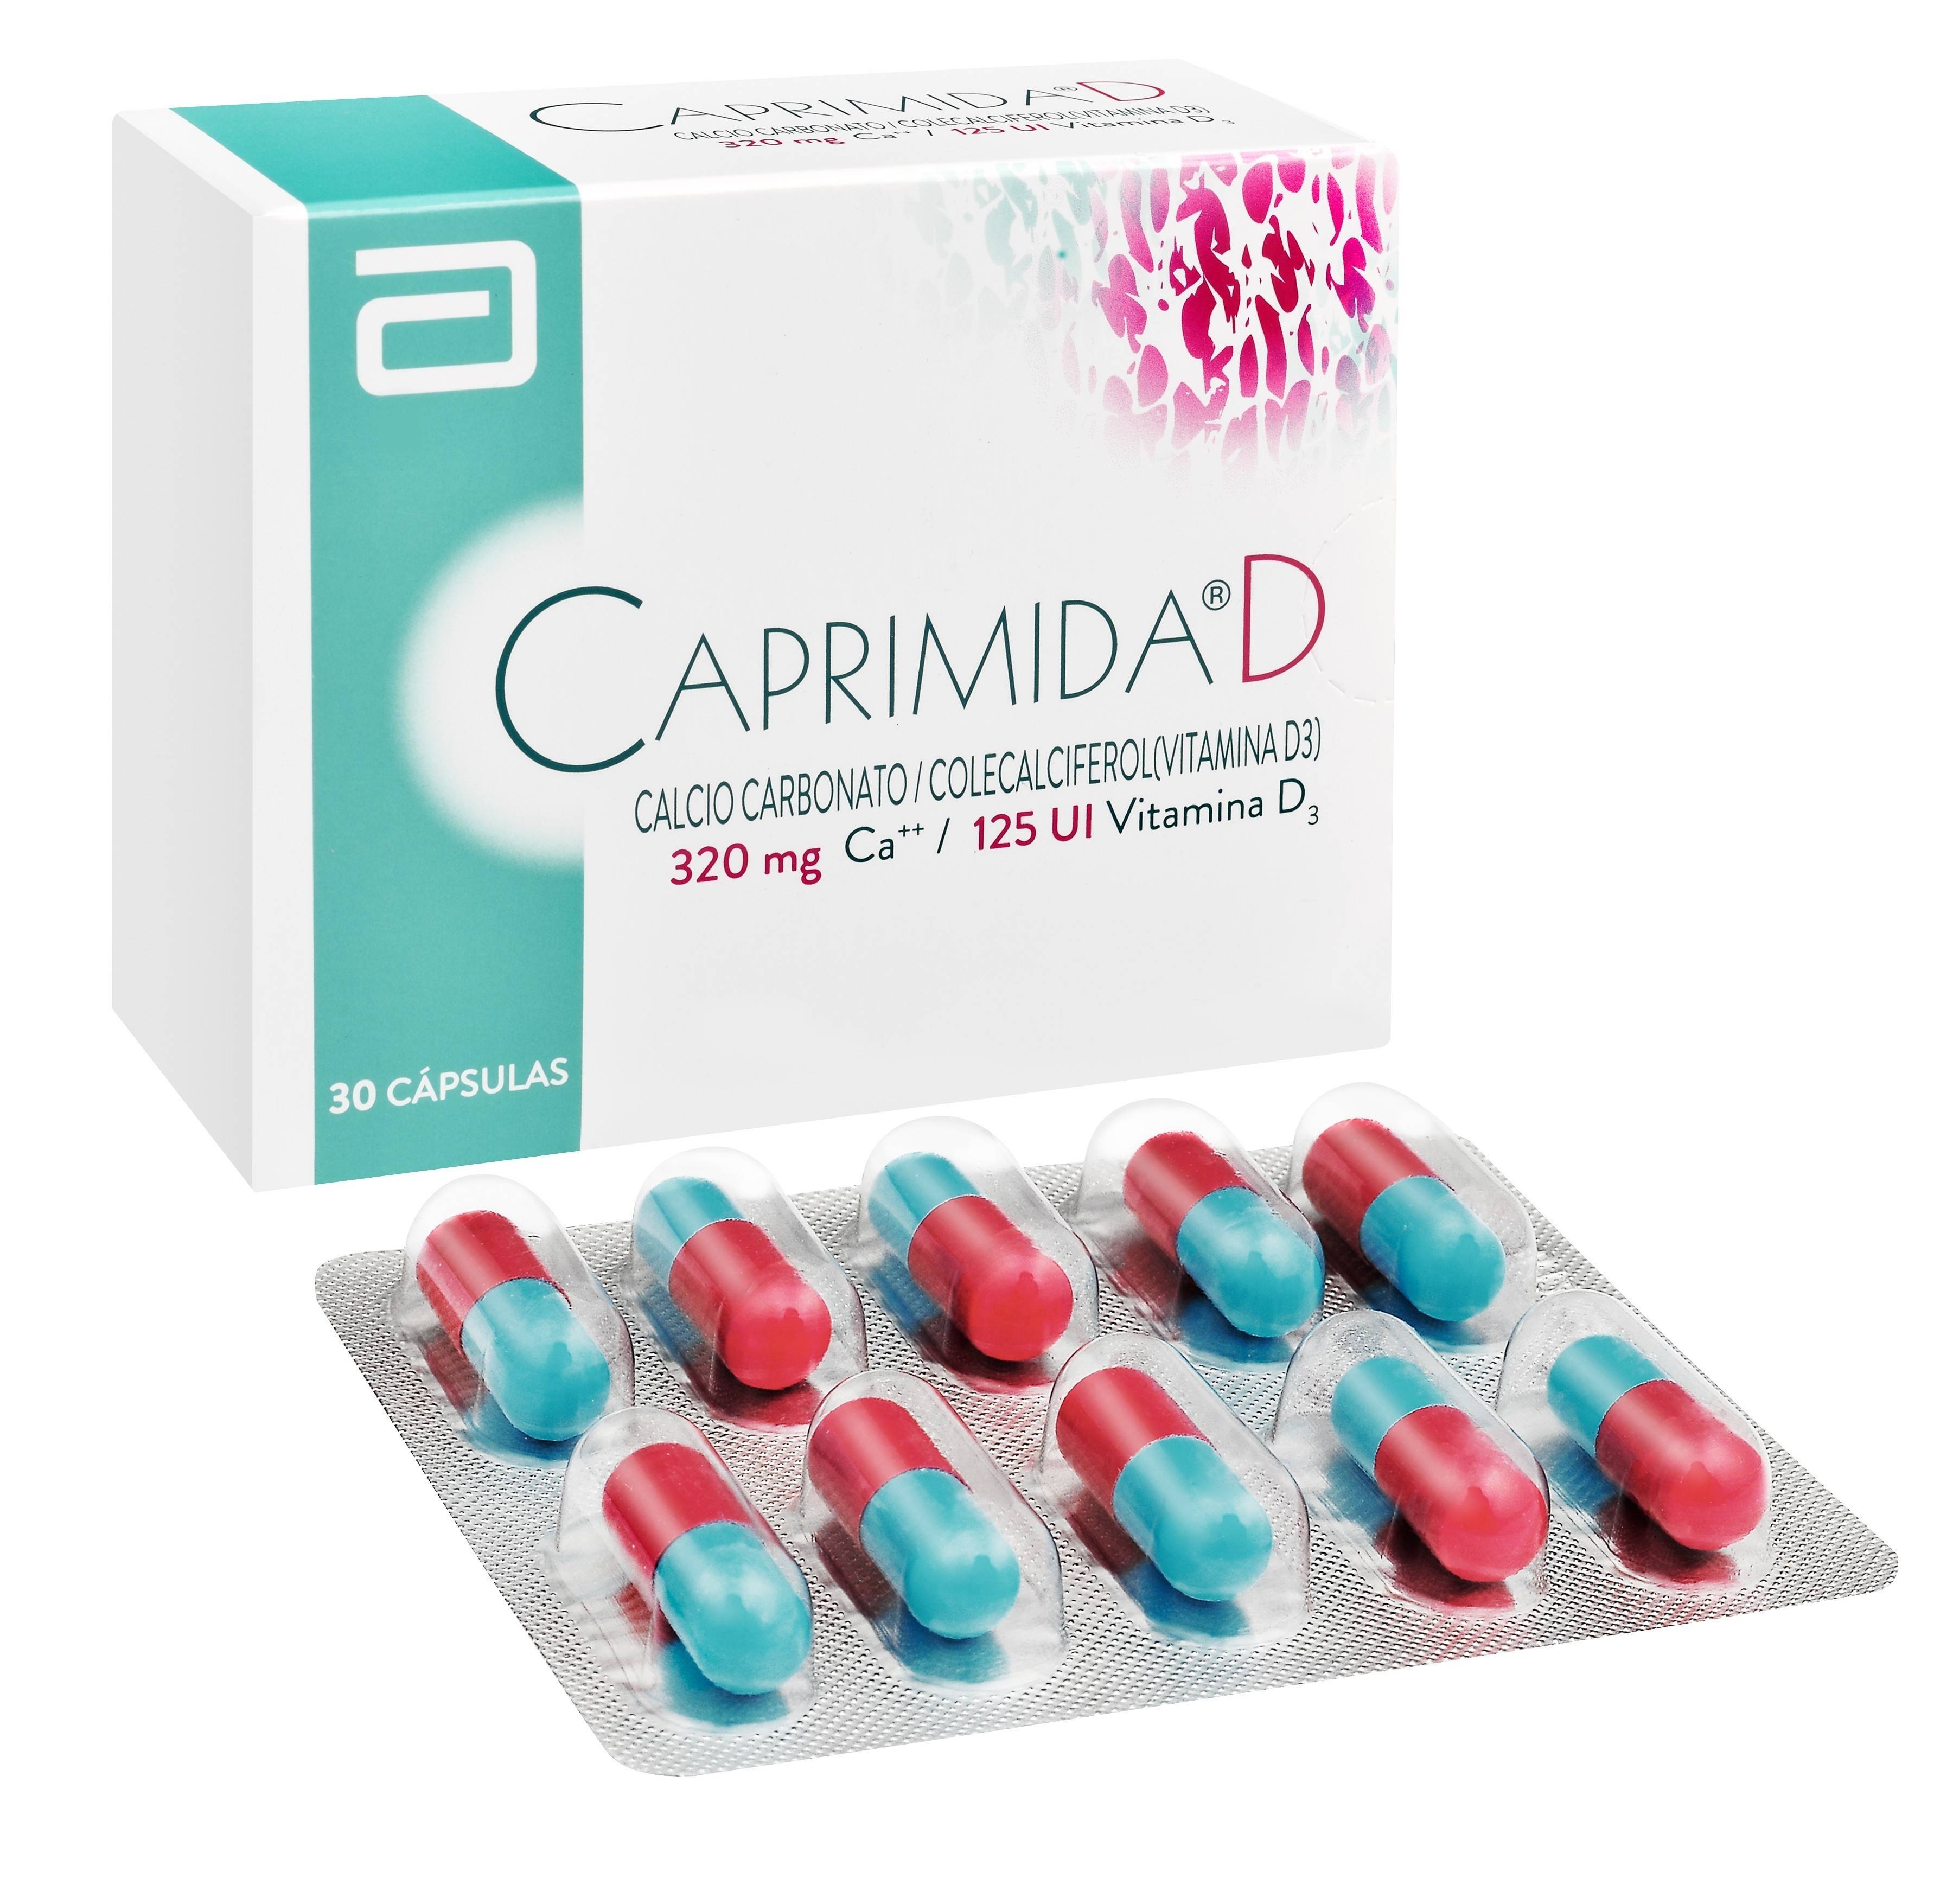 CAPRIMIDA® D
CALCIO CARBONATO / COLECALCIFEROL(VITAMINA D3)
320 mg Ca⁺⁺ / 125 UI Vitamina D₃
CAPRIMIDA® D
CALCIO CARBONATO / COLECALCIFEROL(VITAMINA D3)
320 mg Ca⁺⁺ / 125 UI Vitamina D₃
30 CÁPSULAS